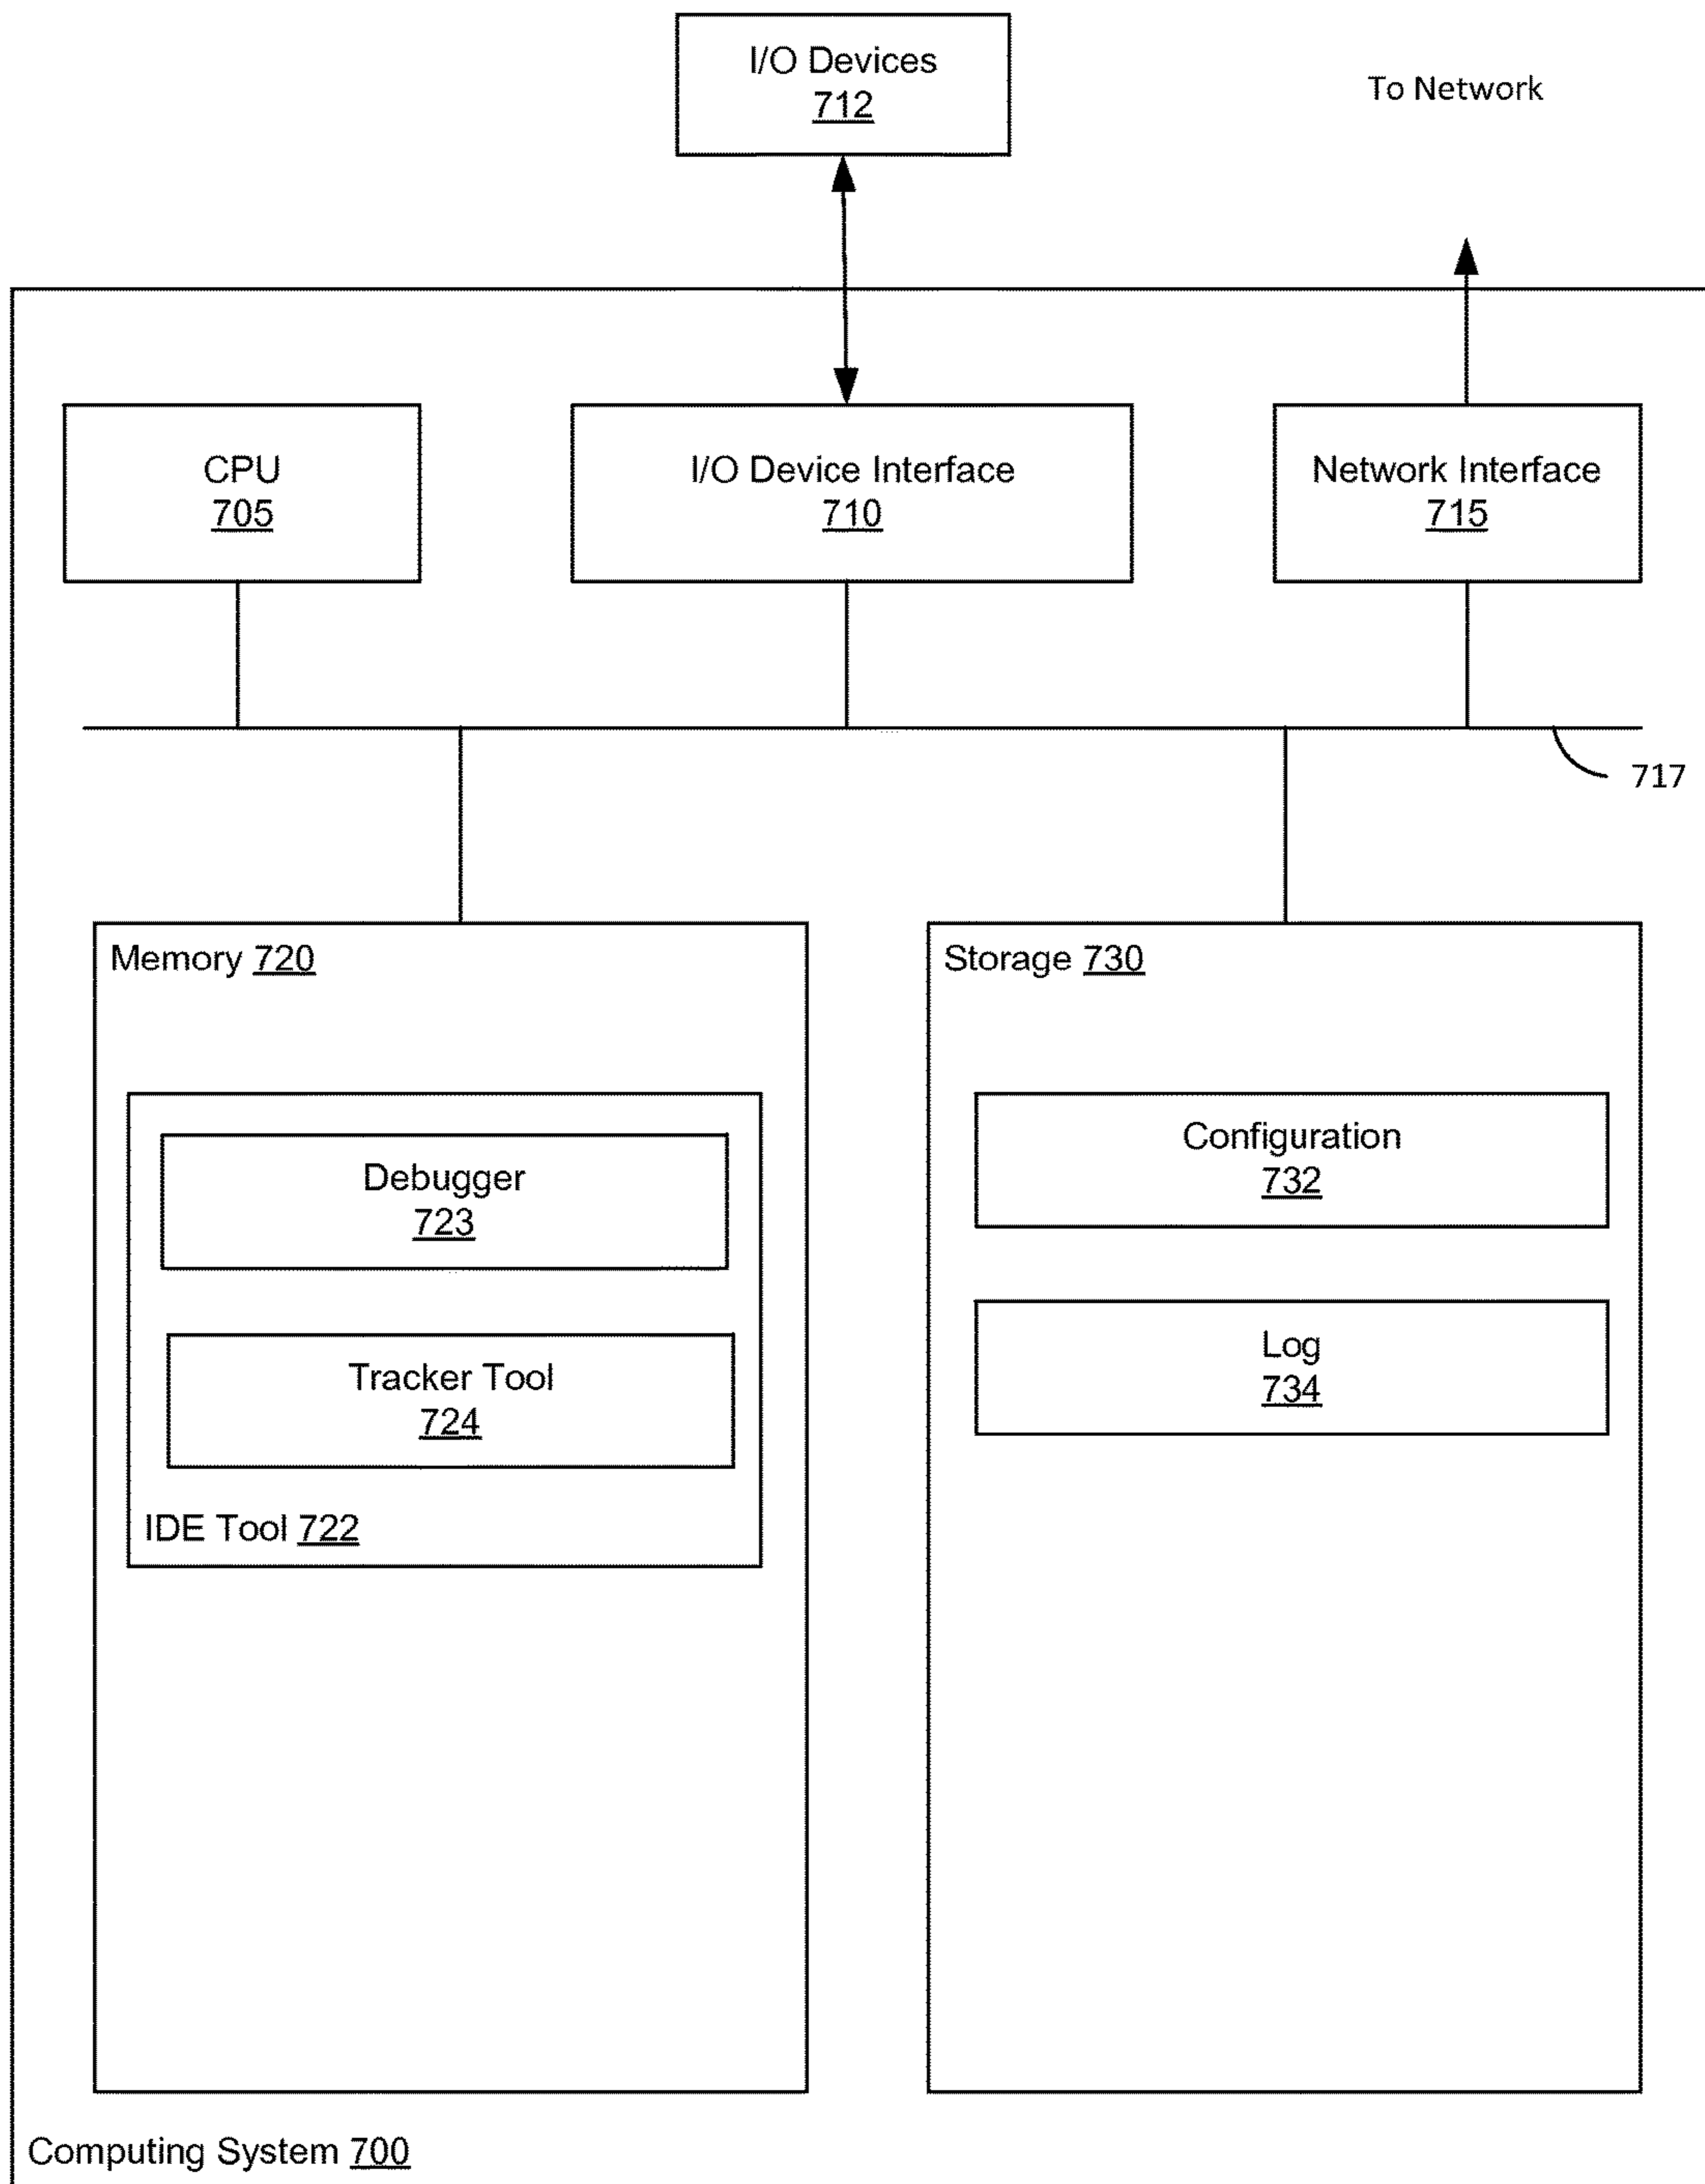 I/O Devices
712
To Network
CPU
705
I/O Device Interface
710
Network Interface
715
717
Memory 720
Storage 730
Debugger
723
Configuration
732
Tracker Tool
724
Log
734
IDE Tool 722
Computing System 700